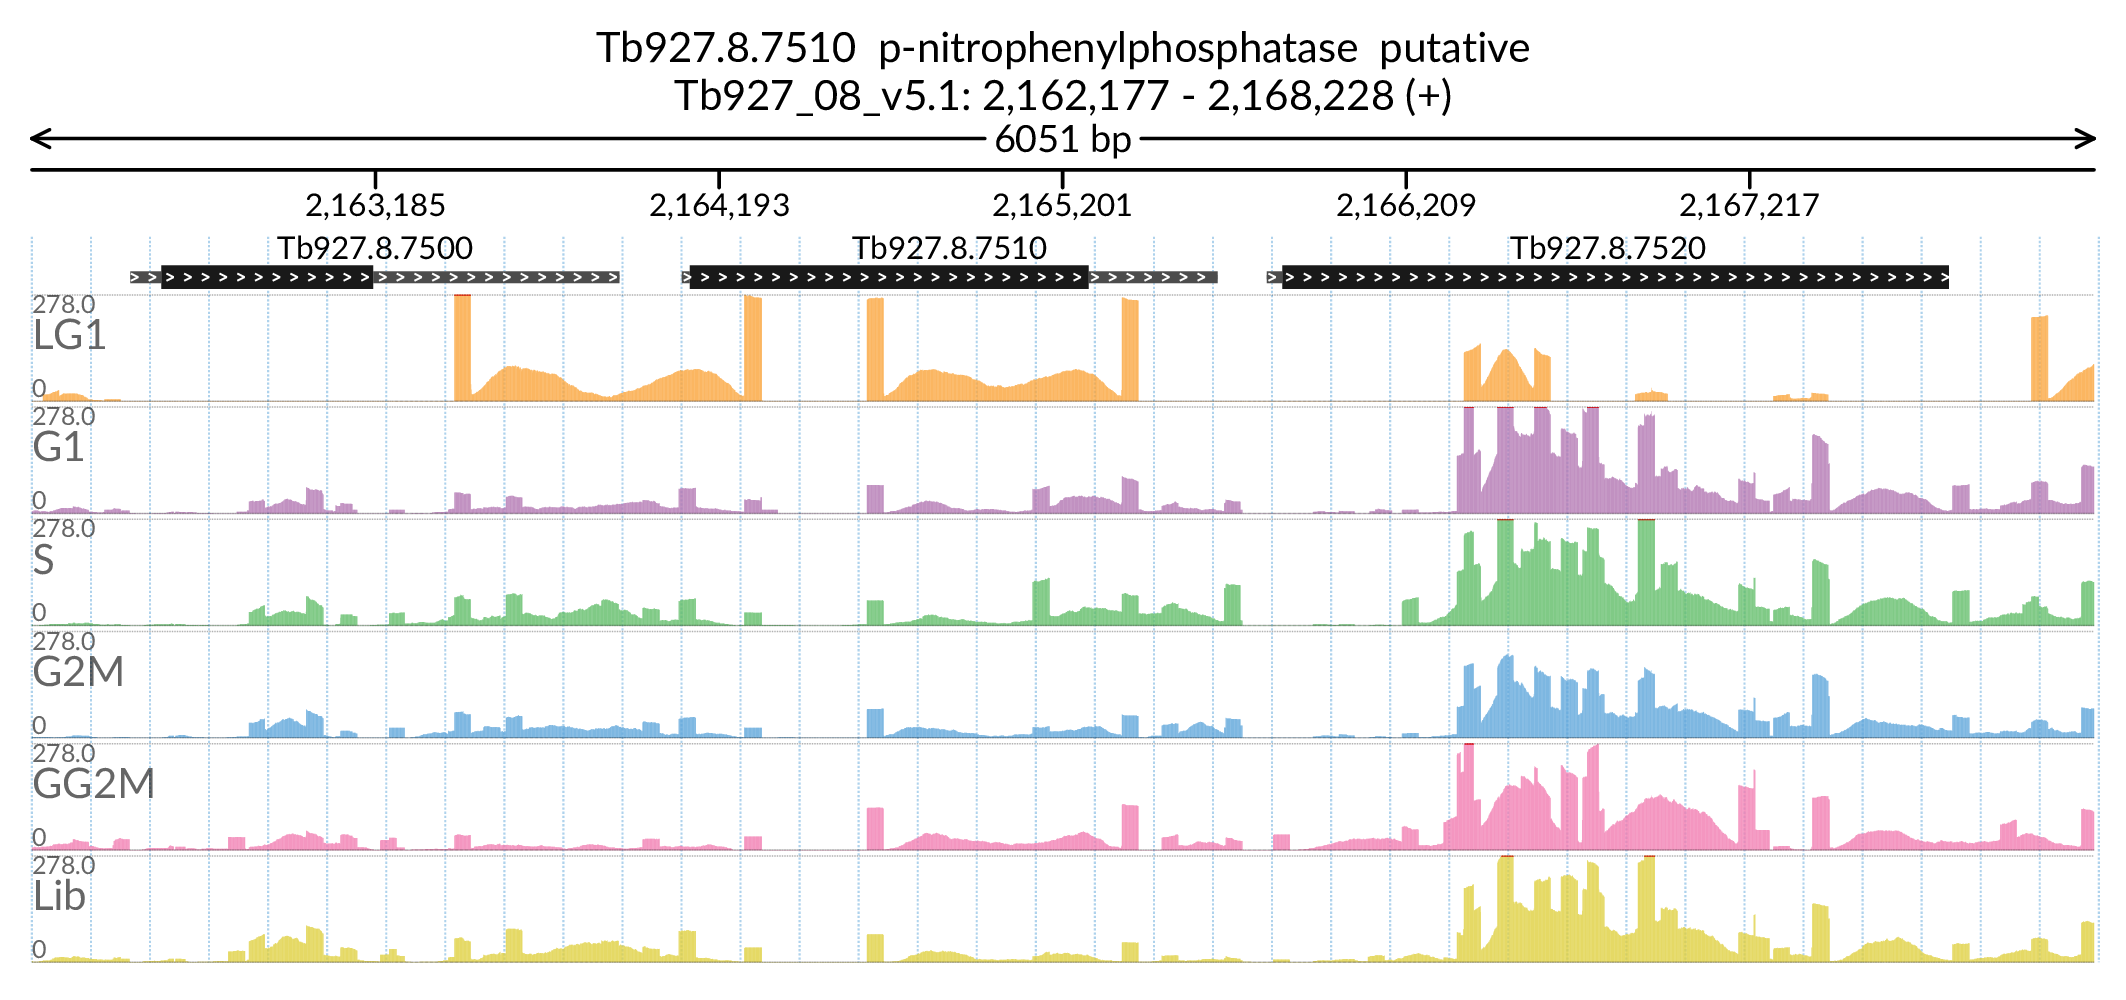 Tb927.8.7510 p-nitrophenylphosphatase putative
Tb927_08_v5.1: 2,162,177 - 2,168,228 (+)
6051 bp
2,163,185 2,164,193 2,165,201 2,166,209 2,167,217
Tb927.8.7500 Tb927.8.7510 Tb927.8.7520
278.0
LG1
0
278.0
G1
0
278.0
S
0
278.0
G2M
0
278.0
GG2M
0
278.0
Lib
0